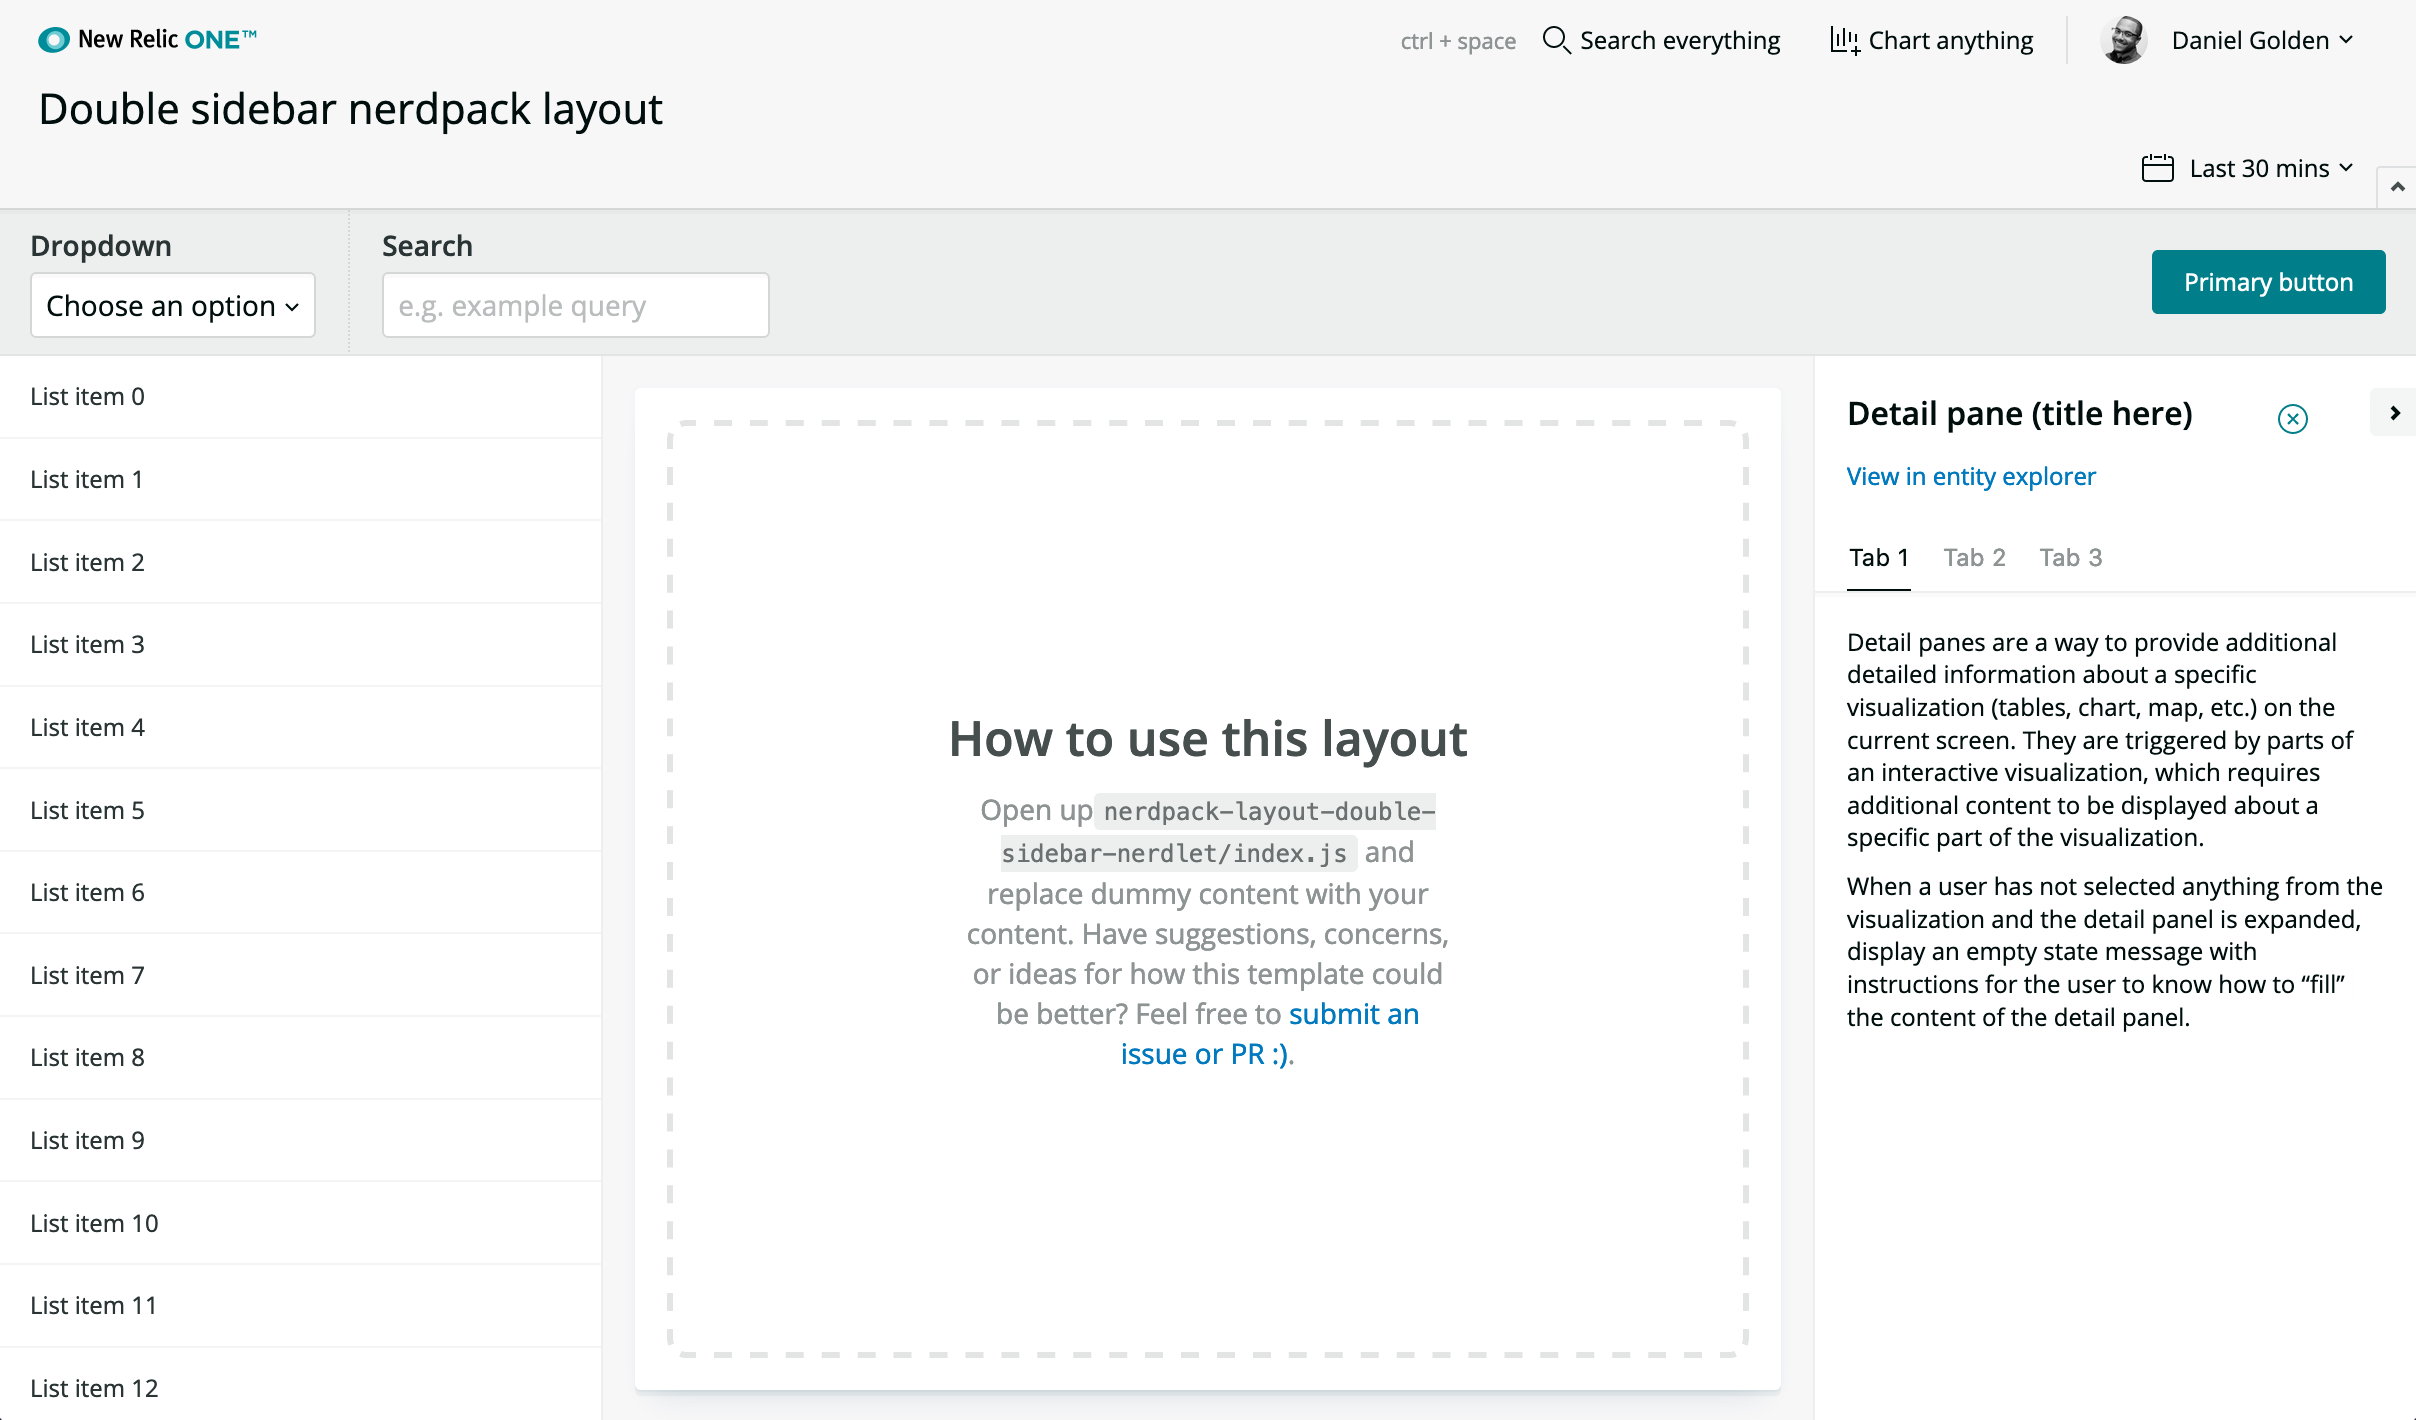 New Relic ONE™
ctrl + space
Search everything
Chart anything
Daniel Golden
Double sidebar nerdpack layout
Last 30 mins
Dropdown
Choose an option
Search
e.g. example query
Primary button
List item 0
List item 1
List item 2
List item 3
List item 4
List item 5
List item 6
List item 7
List item 8
List item 9
List item 10
List item 11
List item 12
How to use this layout
Open up nerdpack-layout-double-
sidebar-nerdlet/index.js and
replace dummy content with your
content. Have suggestions, concerns,
or ideas for how this template could
be better? Feel free to submit an
issue or PR :).
Detail pane (title here)
View in entity explorer
Tab 1
Tab 2
Tab 3
Detail panes are a way to provide additional
detailed information about a specific
visualization (tables, chart, map, etc.) on the
current screen. They are triggered by parts of
an interactive visualization, which requires
additional content to be displayed about a
specific part of the visualization.
When a user has not selected anything from the
visualization and the detail panel is expanded,
display an empty state message with
instructions for the user to know how to “fill”
the content of the detail panel.